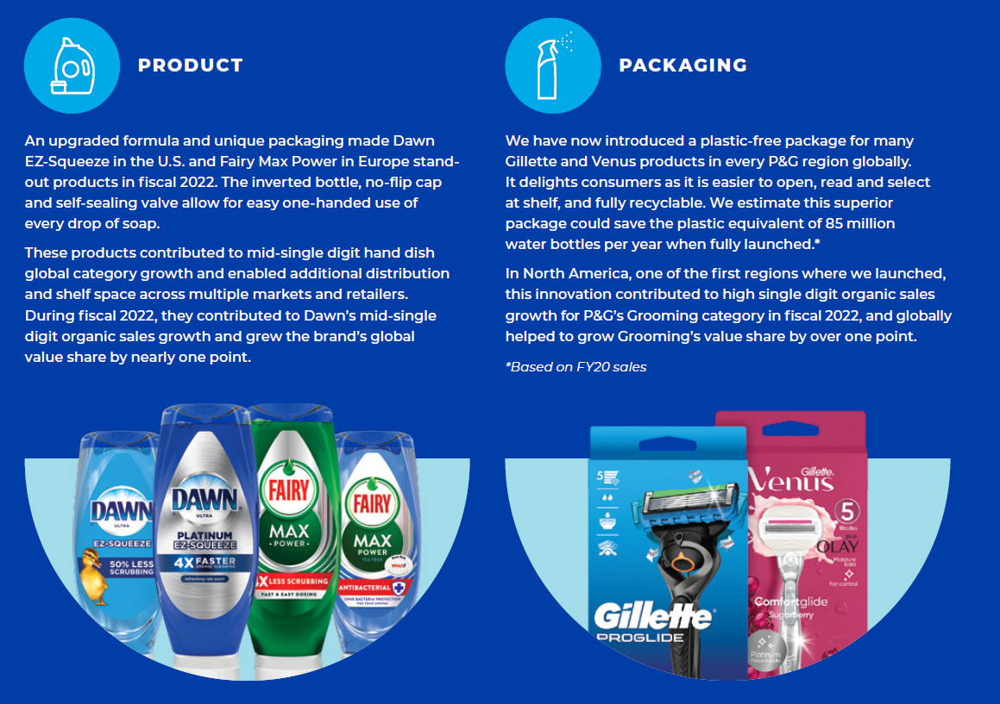 PRODUCT
An upgraded formula and unique packaging made Dawn
EZ-Squeeze in the U.S. and Fairy Max Power in Europe stand-
out products in fiscal 2022. The inverted bottle, no-flip cap
and self-sealing valve allow for easy one-handed use of
every drop of soap.
These products contributed to mid-single digit hand dish
global category growth and enabled additional distribution
and shelf space across multiple markets and retailers.
During fiscal 2022, they contributed to Dawn's mid-single
digit organic sales growth and grew the brand's global
value share by nearly one point.
PACKAGING
We have now introduced a plastic-free package for many
Gillette and Venus products in every P&G region globally.
It delights consumers as it is easier to open, read and select
at shelf, and fully recyclable. We estimate this superior
package could save the plastic equivalent of 85 million
water bottles per year when fully launched.*
In North America, one of the first regions where we launched,
this innovation contributed to high single digit organic sales
growth for P&G's Grooming category in fiscal 2022, and globally
helped to grow Grooming's value share by over one point.
*Based on FY20 sales
DAWN
ULTRA
EZ-SQUEEZE
50% LESS
SCRUBBING
DAWN
ULTRA
PLATINUM
EZ-SQUEEZE
4X FASTER
GREASE CLEANING
refreshing rain scent
FAIRY
MAX
POWER
X LESS SCRUBBING
FAST & EASY DOSING
FAIRY
MAX
POWER
TEA TREE
Which?
ANTIBACTERIAL
24HR BACTERIA PROTECTION
FOR YOUR SPONGE
5
Gillette
PROGLIDE
Gillette
Venus
5
Blades
plus
OLAY
Moisture
bars
For control
Comfortglide
Sugarberry
Platinum